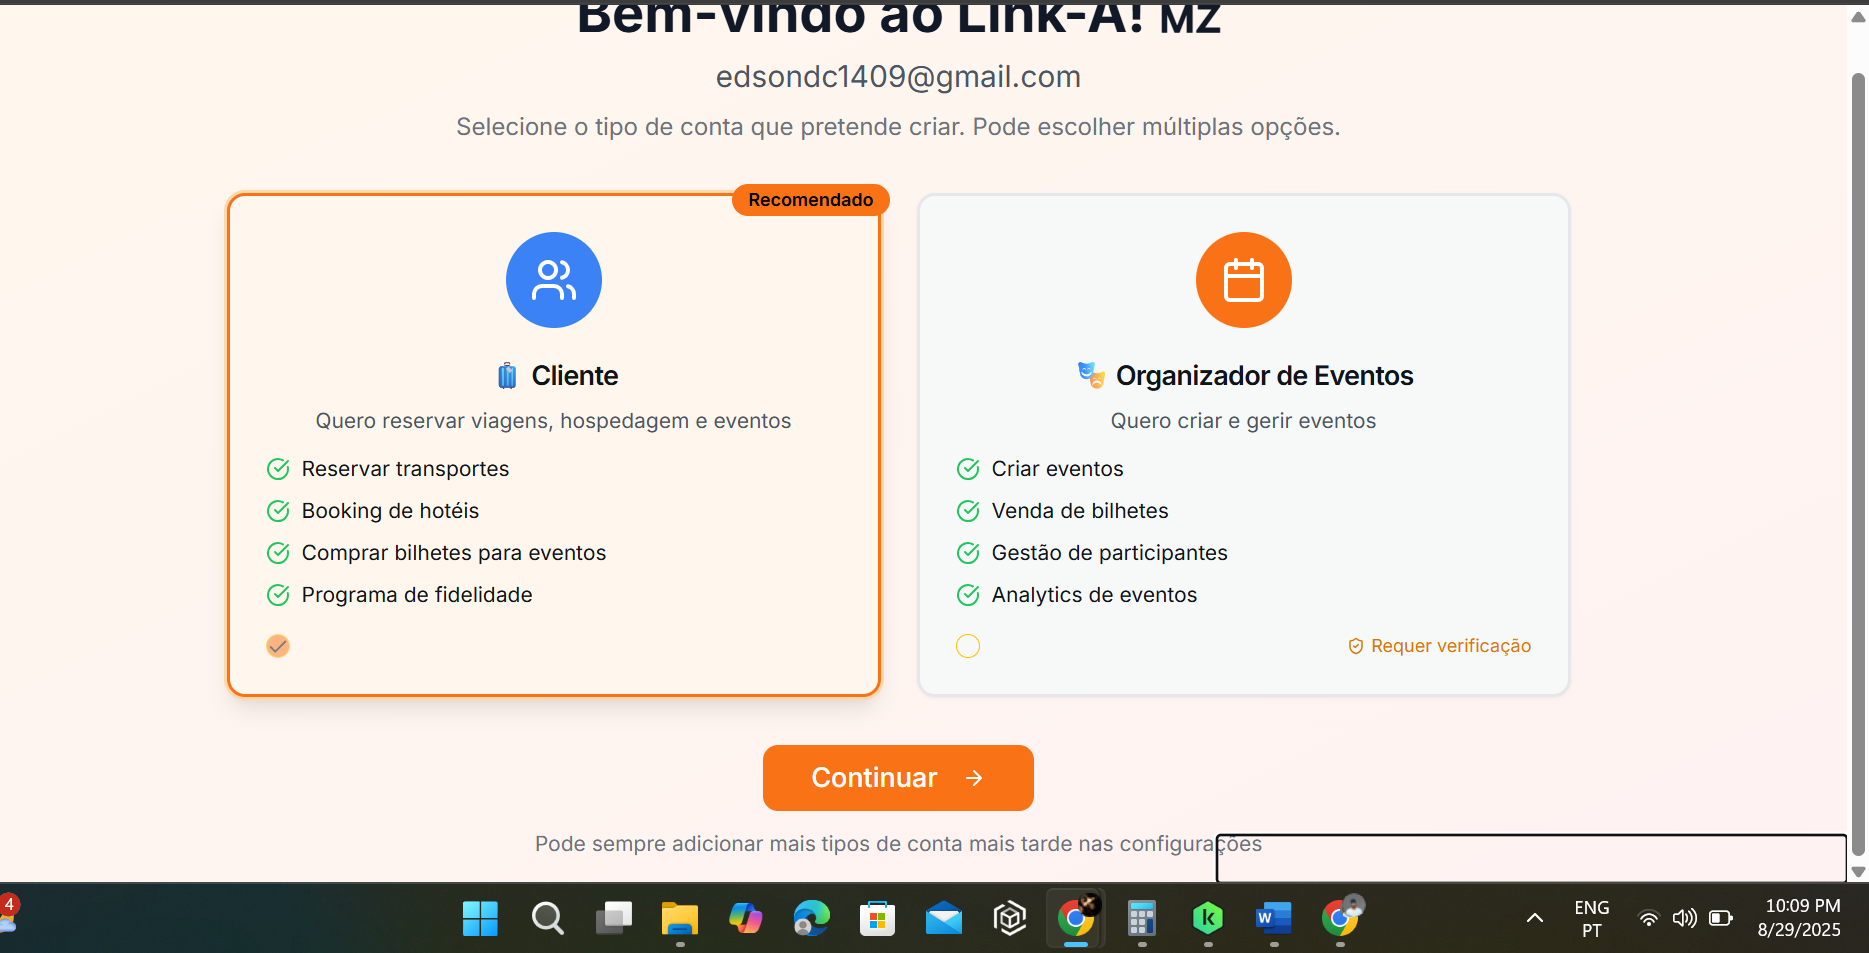 Bem-vindo ao Link-A! MZ
edsondc1409@gmail.com
Selecione o tipo de conta que pretende criar. Pode escolher múltiplas opções.
Recomendado
Cliente
Quero reservar viagens, hospedagem e eventos
Reservar transportes
Booking de hotéis
Comprar bilhetes para eventos
Programa de fidelidade
Organizador de Eventos
Quero criar e gerir eventos
Criar eventos
Venda de bilhetes
Gestão de participantes
Analytics de eventos
Requer verificação
Continuar
Pode sempre adicionar mais tipos de conta mais tarde nas configurações
4
W
ENG
PT
10:09 PM
8/29/2025